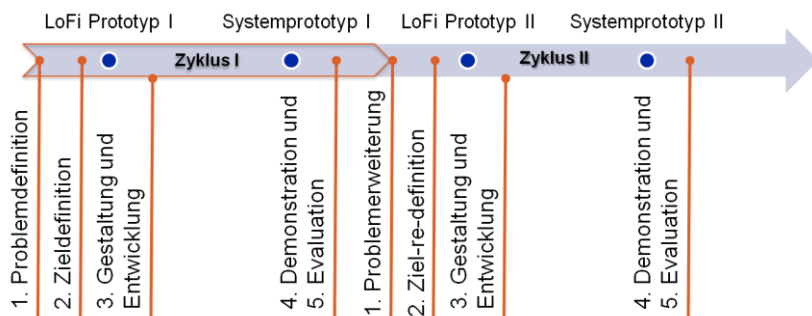 LoFi Prototyp I
Systemprototyp I
LoFi Prototyp II
Systemprototyp II
Zyklus I
Zyklus II
1. Problemdefinition
2. Zieldefinition
3. Gestaltung und
Entwicklung
4. Demonstration und
5. Evaluation
1. Problemerweiterung
2. Ziel-re-definition
3. Gestaltung und
Entwicklung
4. Demonstration und
5. Evaluation